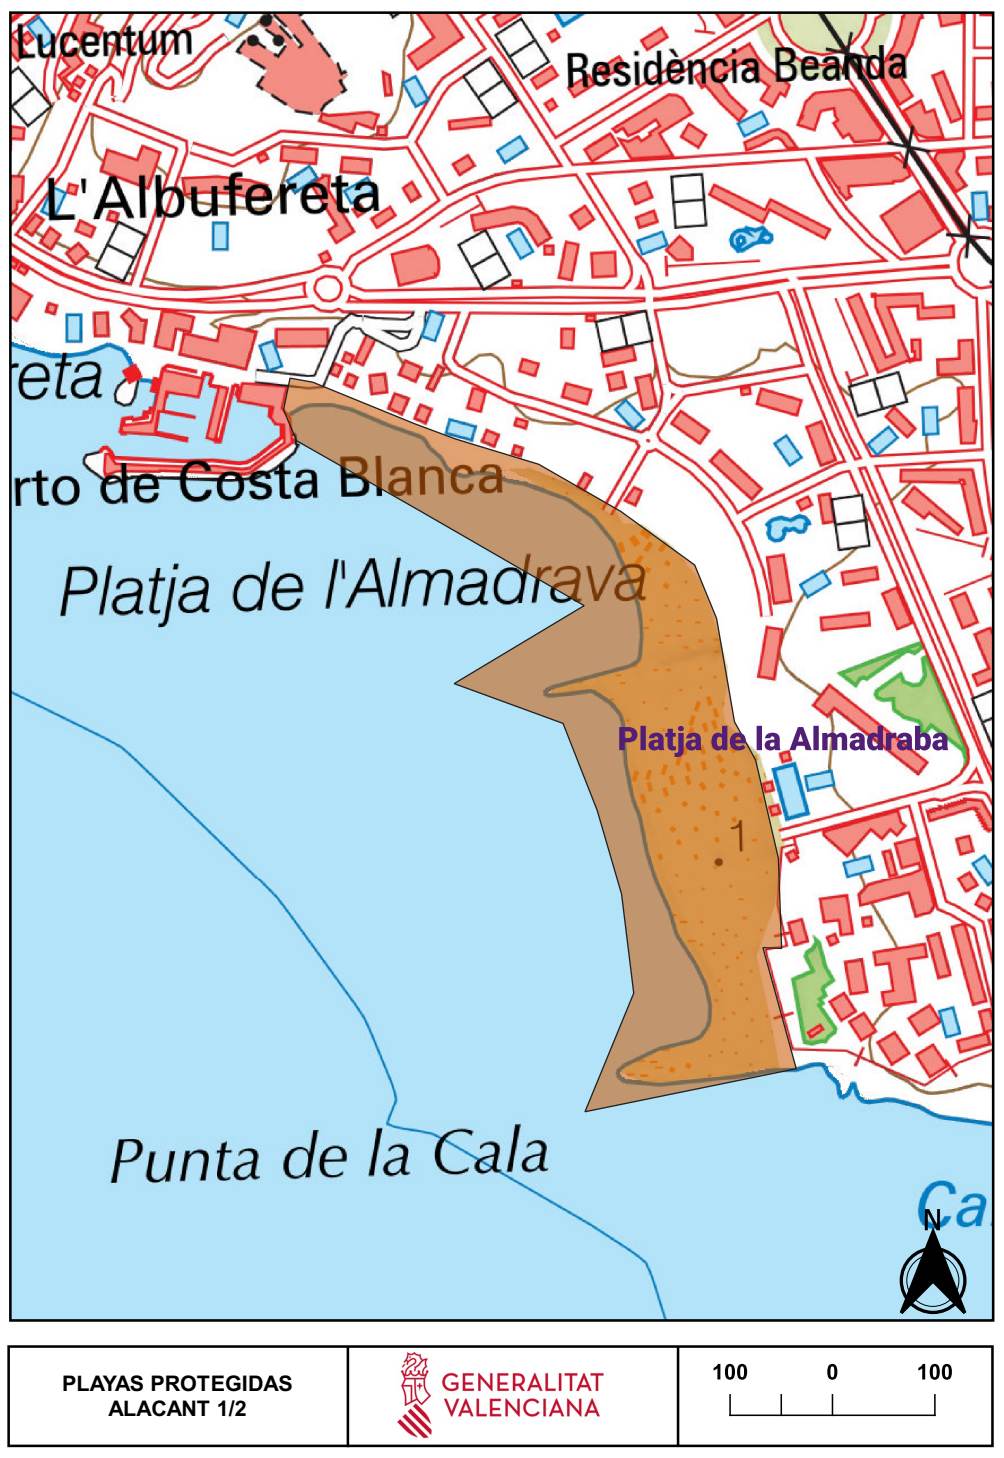 Lucentum
Residència Beanda
L'Albufereta
reta
rto de Costa Blanca
Platja de l'Almadrava
Platja de la Almadraba
1
Punta de la Cala
Ca
N
PLAYAS PROTEGIDAS
ALACANT 1/2
GENERALITAT
VALENCIANA
100 0 100